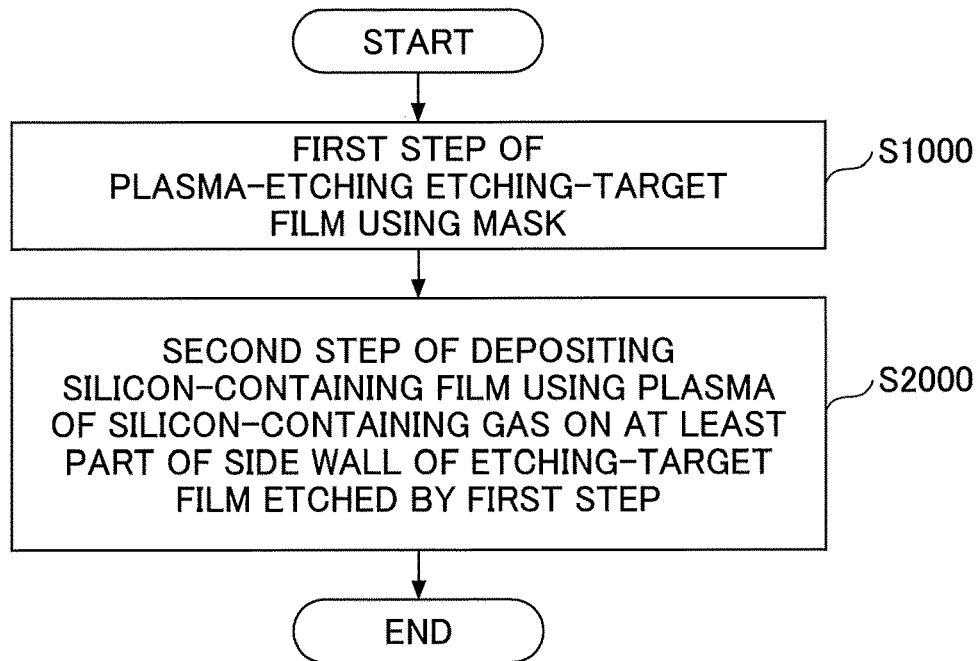 START
FIRST STEP OF
PLASMA-ETCHING ETCHING-TARGET
FILM USING MASK
S1000
SECOND STEP OF DEPOSITING
SILICON-CONTAINING FILM USING PLASMA
OF SILICON-CONTAINING GAS ON AT LEAST
PART OF SIDE WALL OF ETCHING-TARGET
FILM ETCHED BY FIRST STEP
S2000
END